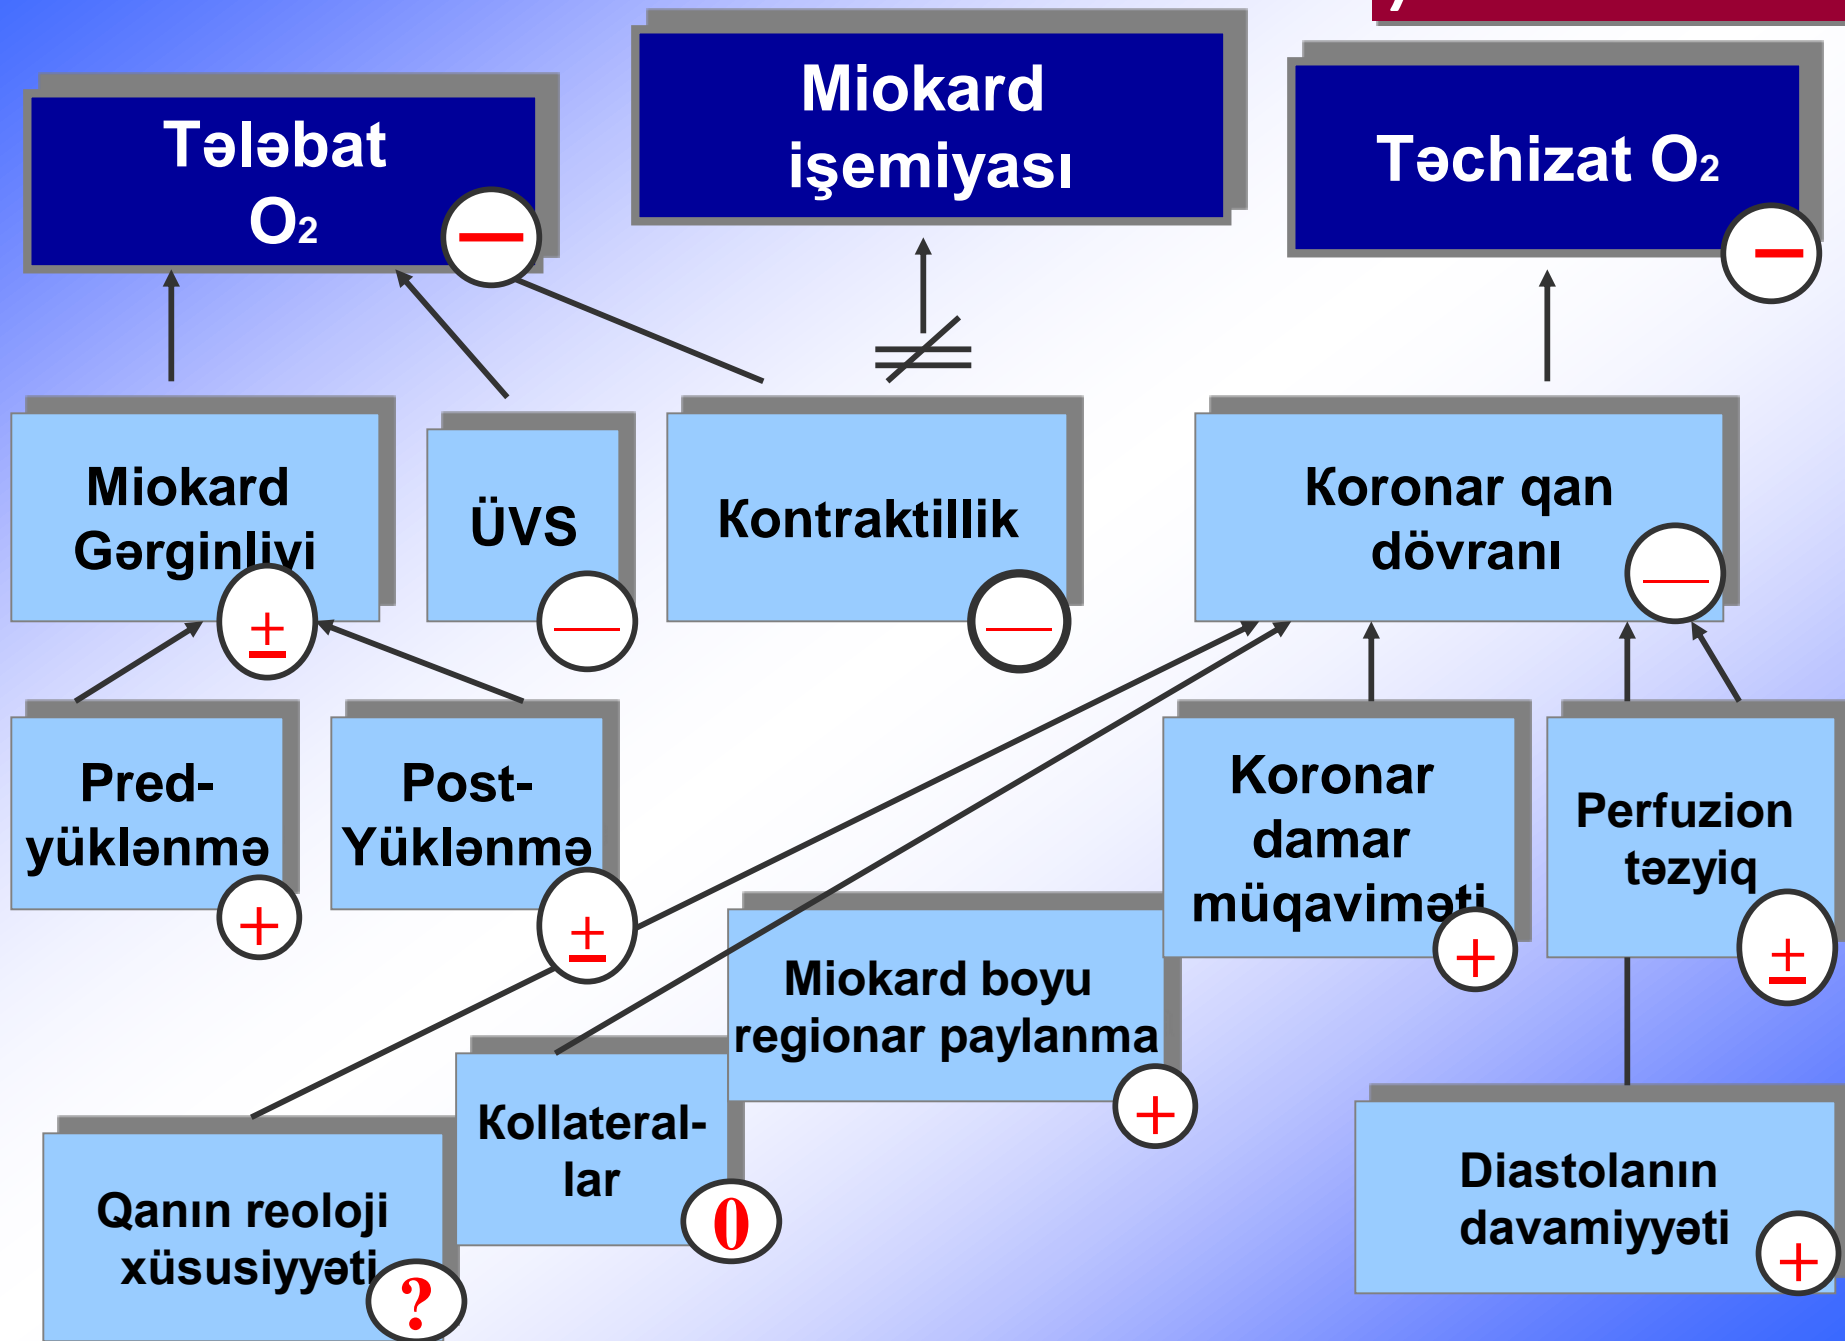 Tələbat
O₂
—
Miokard
işemiyası
Təchizat O₂
—
Miokard
Gərginliyi
±
ÜVS
—
Kontraktillik
—
Koronar qan
dövranı
—
Pred-
yüklənmə
+
Post-
Yüklənmə
±
Koronar
damar
müqaviməti
+
Perfuzion
təzyiq
±
Miokard boyu
regionar paylanma
+
Kollateral-
lar
0
Qanın reoloji
xüsusiyyəti
?
Diastolanın
davamiyyəti
+